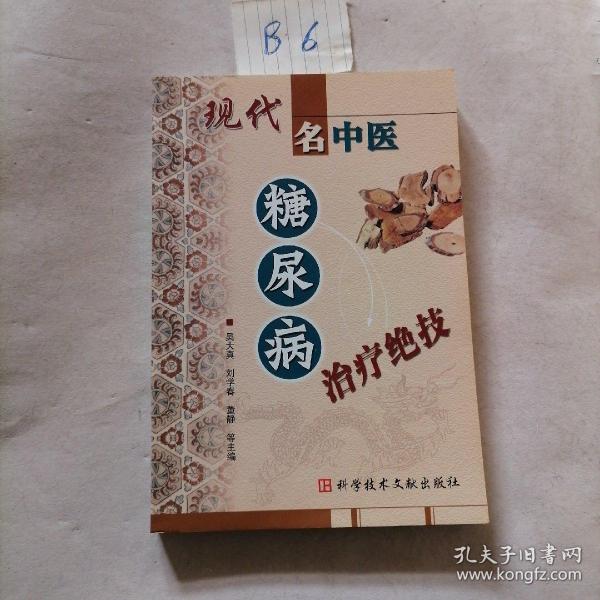 B 6
现代
名中医
糖尿病
治疗绝技
■吴大真 刘学春 董静 等主编
科学技术文献出版社
孔夫子旧书网
www.kongfz.com